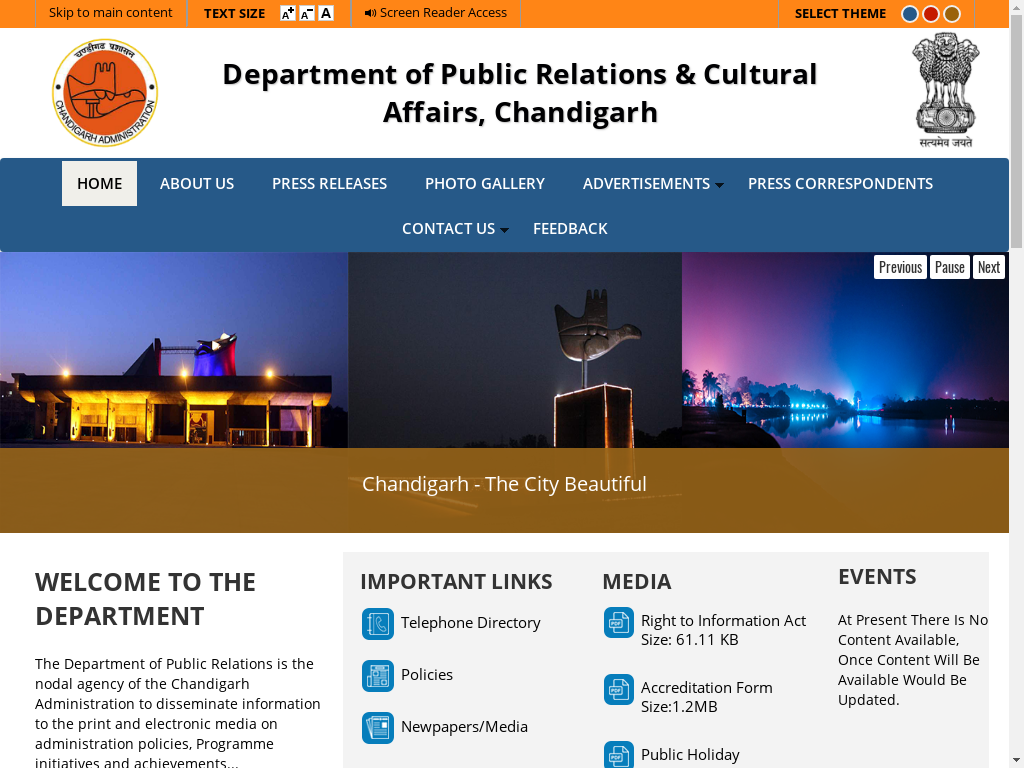 Skip to main content
TEXT SIZE
A+ A- A
Screen Reader Access
SELECT THEME
चण्डीगढ़ प्रशासन
CHANDIGARH ADMINISTRATION
Department of Public Relations & Cultural
Affairs, Chandigarh
सत्यमेव जयते
HOME
ABOUT US
PRESS RELEASES
PHOTO GALLERY
ADVERTISEMENTS
PRESS CORRESPONDENTS
CONTACT US
FEEDBACK
Previous
Pause
Next
Chandigarh - The City Beautiful
WELCOME TO THE
DEPARTMENT
The Department of Public Relations is the
nodal agency of the Chandigarh
Administration to disseminate information
to the print and electronic media on
administration policies, Programme
initiatives and achievements...
IMPORTANT LINKS
Telephone Directory
Policies
Newpapers/Media
MEDIA
PDF
Right to Information Act
Size: 61.11 KB
PDF
Accreditation Form
Size:1.2MB
PDF
Public Holiday
EVENTS
At Present There Is No
Content Available,
Once Content Will Be
Available Would Be
Updated.